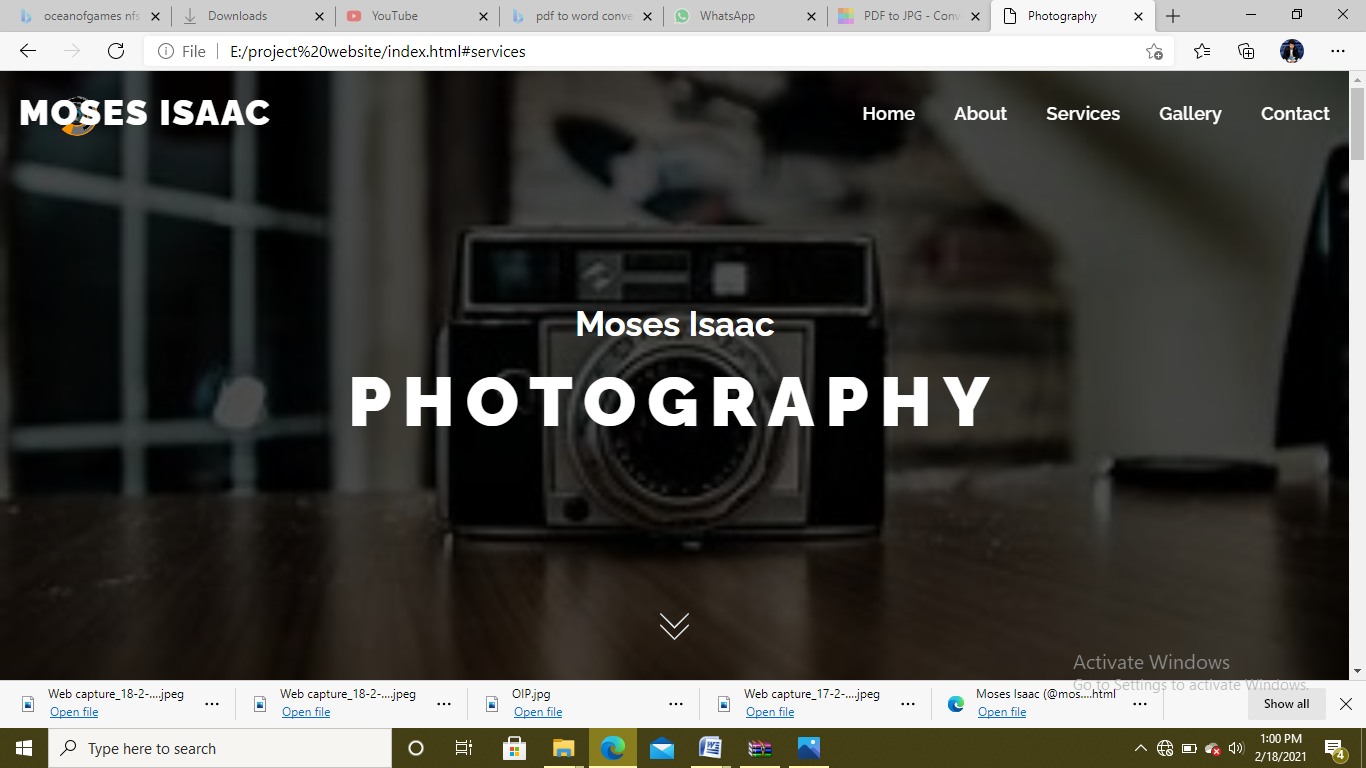 oceanofgames nfs
Downloads
YouTube
pdf to word conve
WhatsApp
PDF to JPG - Conv
Photography
File
E:/project%20website/index.html#services
MOSES ISAAC
Home
About
Services
Gallery
Contact
Moses Isaac
PHOTOGRAPHY
Activate Windows
Go to Settings to activate Windows.
Web capture_18-2-....jpeg
Open file
Web capture_18-2-....jpeg
Open file
OIP.jpg
Open file
Web capture_17-2-....jpeg
Open file
Moses Isaac (@mos....html
Open file
Show all
Type here to search
1:00 PM
2/18/2021
4